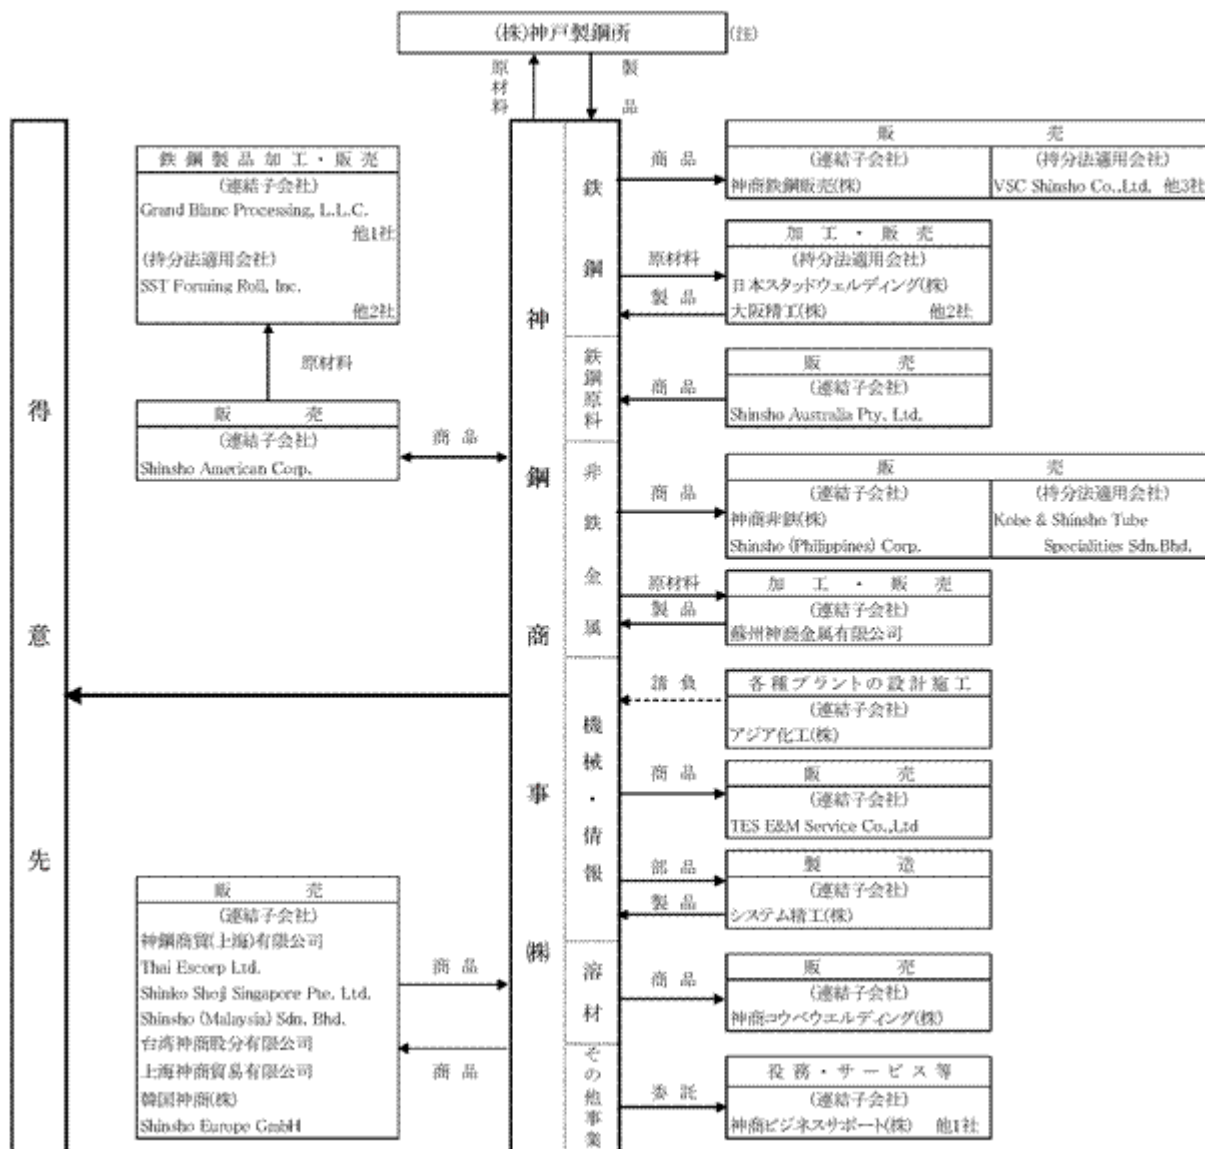 (株)神戸製鋼所
(注)
原材料
製品
得意先
神鋼商事(株)
鉄鋼製品加工・販売
(連結子会社)
Grand Blanc Processing, L.L.C.
他1社
(持分法適用会社)
SST Forming Roll, Inc.
他2社
原材料
販売
(連結子会社)
Shinsho American Corp.
商品
販売
(連結子会社)
神鋼商貿(上海)有限公司
Thai Escorp Ltd.
Shinko Shoji Singapore Pte. Ltd.
Shinsho (Malaysia) Sdn. Bhd.
台湾神商股分有限公司
上海神商貿易有限公司
韓国神商(株)
Shinsho Europe GmbH
商品
商品
鉄鋼
商品
販売
(連結子会社)
神商鉄鋼販売(株)
(持分法適用会社)
VSC Shinsho Co.,Ltd. 他3社
原材料
製品
加工・販売
(持分法適用会社)
日本スタッドウェルディング(株)
大阪精工(株) 他2社
鉄鋼原料
商品
販売
(連結子会社)
Shinsho Australia Pty. Ltd.
非鉄金属
商品
販売
(連結子会社)
神商非鉄(株)
Shinsho (Philippines) Corp.
(持分法適用会社)
Kobe & Shinsho Tube
Specialities Sdn.Bhd.
原材料
製品
加工・販売
(連結子会社)
蘇州神商金属有限公司
機械・情報
請負
各種プラントの設計施工
(連結子会社)
アジア化工(株)
商品
販売
(連結子会社)
TES E&M Service Co.,Ltd
部品
製品
製造
(連結子会社)
システム精工(株)
溶材
商品
販売
(連結子会社)
神商コウベウエルディング(株)
その他事業
委託
役務・サービス等
(連結子会社)
神商ビジネスサポート(株) 他1社